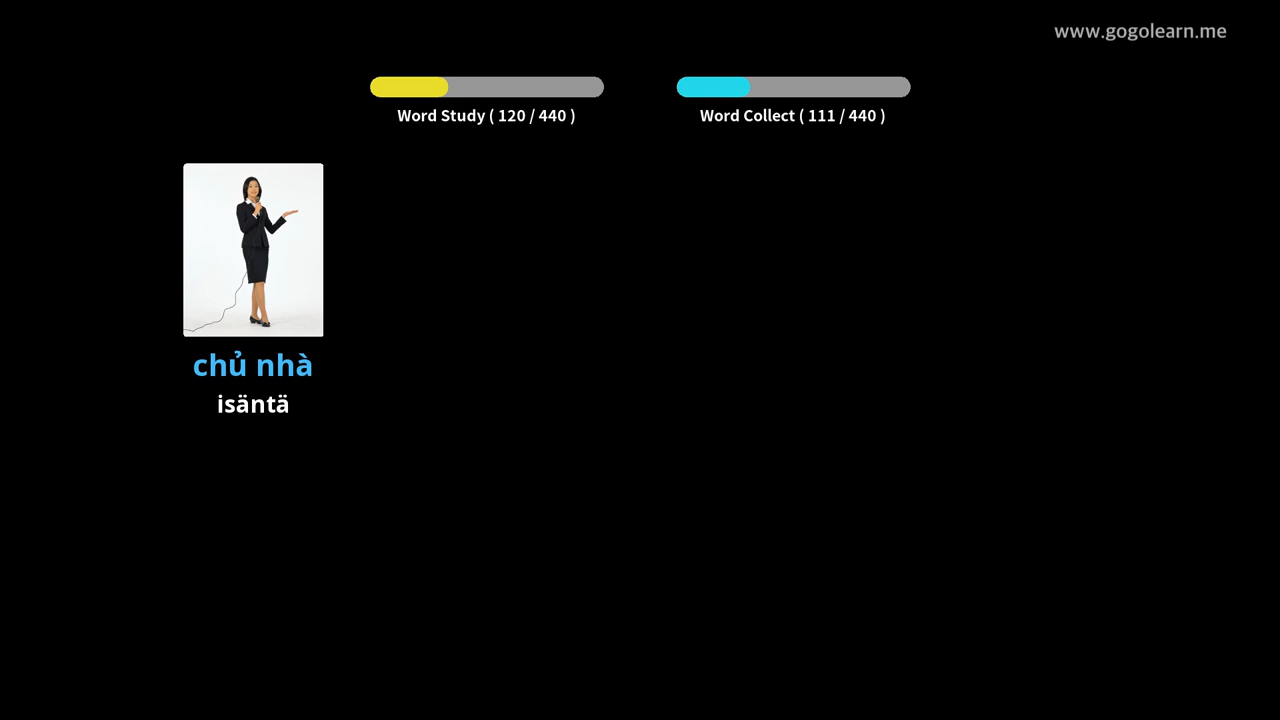 www.gogolearn.me
Word Study ( 120 / 440 )
Word Collect ( 111 / 440 )
chủ nhà
isäntä